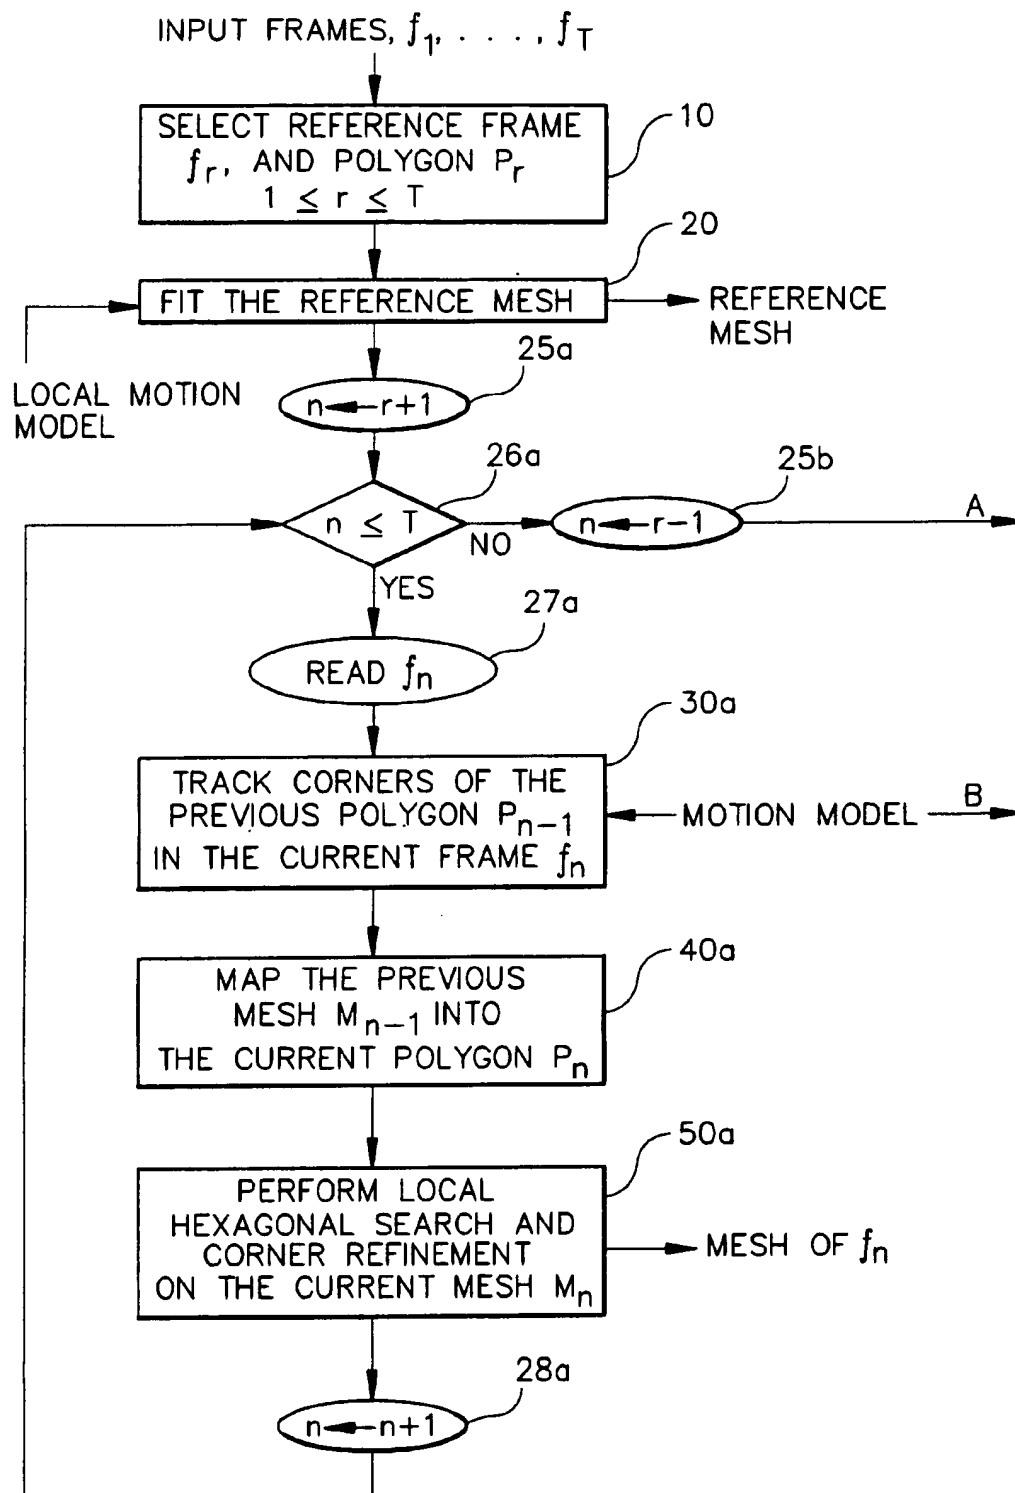 INPUT FRAMES, f1, . . . , fT
10
SELECT REFERENCE FRAME
fr, AND POLYGON Pr
1 ≤ r ≤ T
20
FIT THE REFERENCE MESH
REFERENCE
MESH
LOCAL MOTION
MODEL
25a
n←r+1
26a
n ≤ T
NO
25b
n←r-1
A
YES
27a
READ fn
30a
TRACK CORNERS OF THE
PREVIOUS POLYGON Pn-1
IN THE CURRENT FRAME fn
MOTION MODEL
B
40a
MAP THE PREVIOUS
MESH Mn-1 INTO
THE CURRENT POLYGON Pn
50a
PERFORM LOCAL
HEXAGONAL SEARCH AND
CORNER REFINEMENT
ON THE CURRENT MESH Mn
MESH OF fn
28a
n←n+1